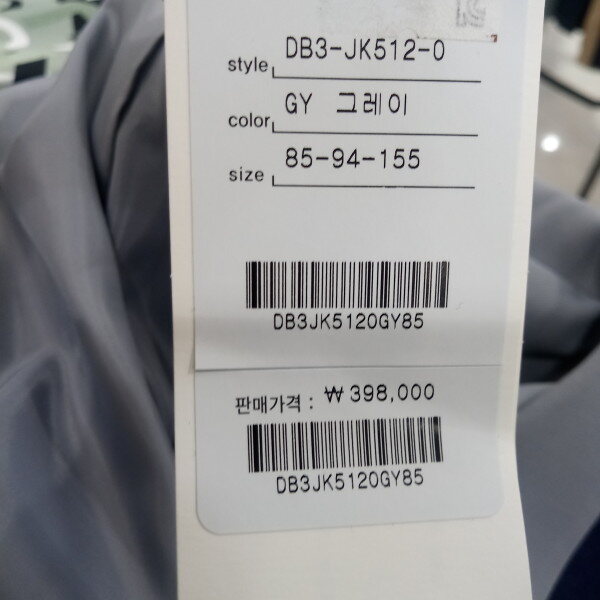 style DB3-JK512-0
color GY 그레이
size 85-94-155
DB3JK5120GY85
판매가격 : ₩ 398,000
DB3JK5120GY85